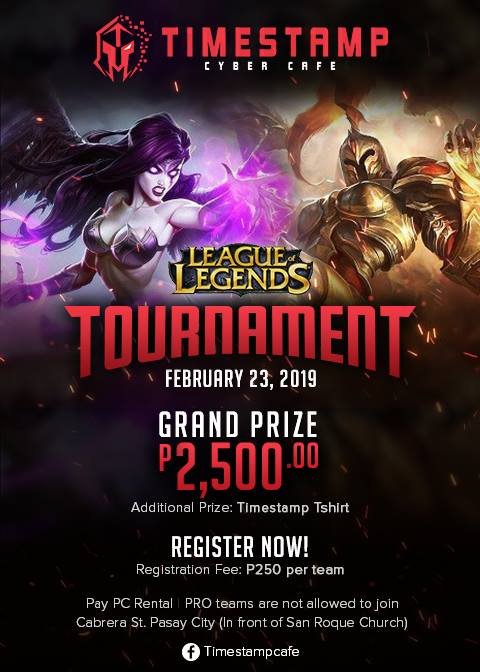 TIMESTAMP
CYBER CAFE
LEAGUE of
LEGENDS
TOURNAMENT
FEBRUARY 23, 2019
GRAND PRIZE
P2,500.00
Additional Prize: Timestamp Tshirt
REGISTER NOW!
Registration Fee: P250 per team
Pay PC Rental | PRO teams are not allowed to join
Cabrera St. Pasay City (In front of San Roque Church)
f Timestampcafe